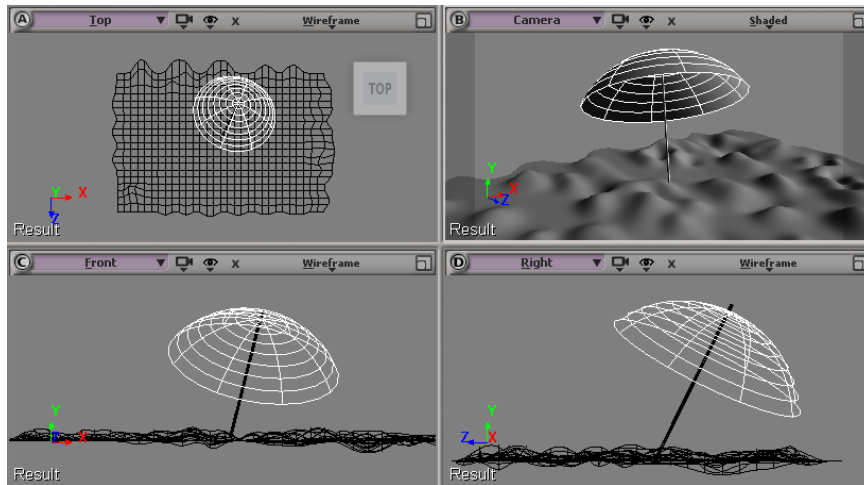 A Top x Wireframe
TOP
Y
X
Z
Result
B Camera x Shaded
Y
X
Z
Result
C Front x Wireframe
Y
Z X
Result
D Right x Wireframe
Y
Z X
Result